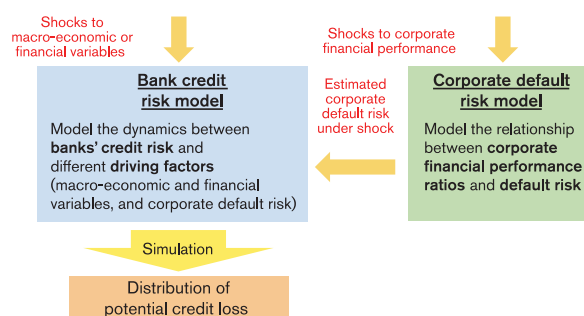 Shocks to
macro-economic or
financial variables
Shocks to corporate
financial performance
Bank credit
risk model
Model the dynamics between
banks' credit risk and
different driving factors
(macro-economic and financial
variables, and corporate default risk)
Estimated
corporate
default risk
under shock
Corporate default
risk model
Model the relationship
between corporate
financial performance
ratios and default risk
Simulation
Distribution of
potential credit loss